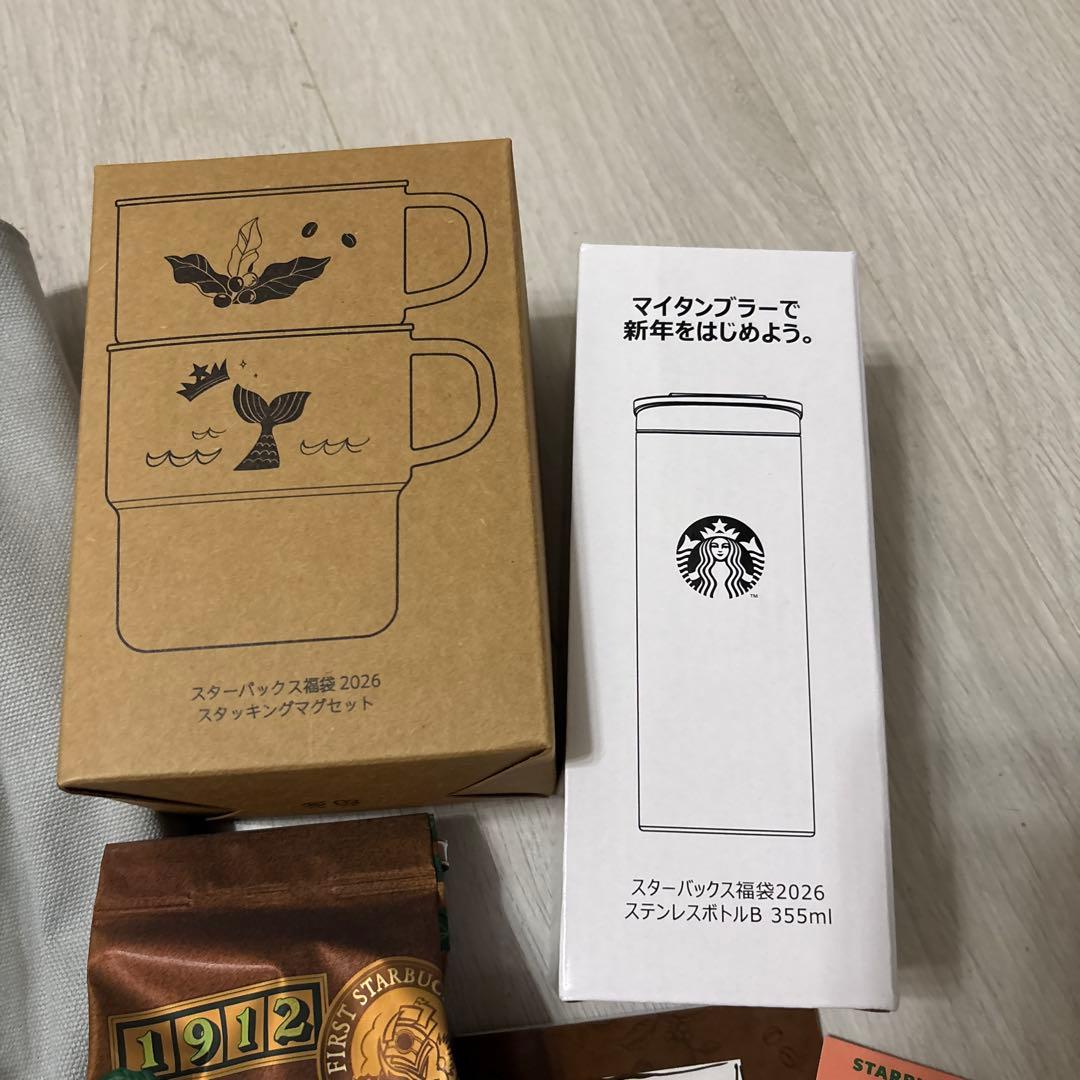 スターバックス福袋 2026
スタッキングマグセット
マイタンブラーで
新年をはじめよう。
TM
スターバックス福袋2026
ステンレスボトルB 355ml
1912
FIRST STARBUC
STARB